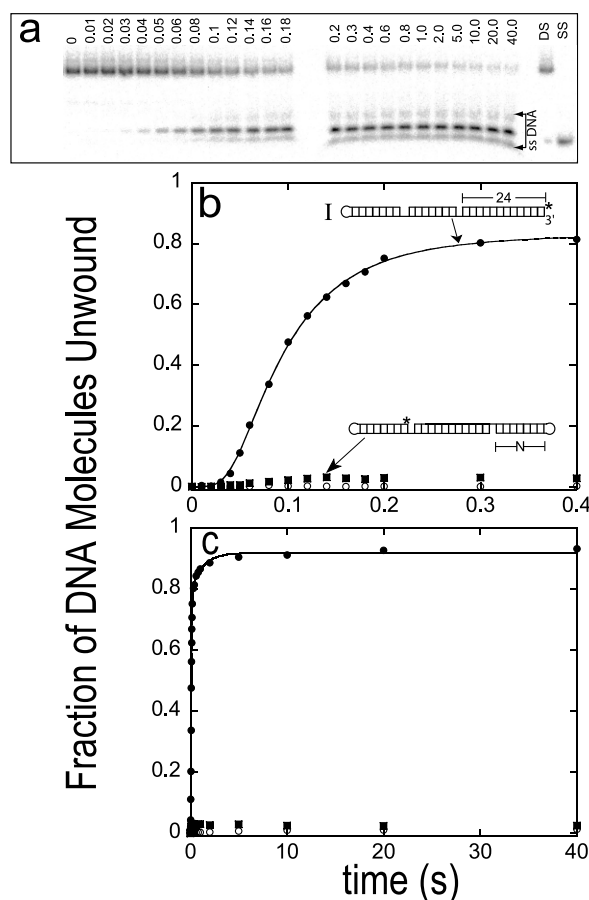 a
0 0.01 0.02 0.03 0.04 0.05 0.06 0.08 0.1 0.12 0.14 0.16 0.18 0.2 0.3 0.4 0.6 0.8 1.0 2.0 5.0 10.0 20.0 40.0 DS SS
ss DNA
Fraction of DNA Molecules Unwound
b
1
0.8
0.6
0.4
0.2
0
I
24
*
3'
*
N
0 0.1 0.2 0.3 0.4
c
1
0.8
0.6
0.4
0.2
0
0 10 20 30 40
time (s)